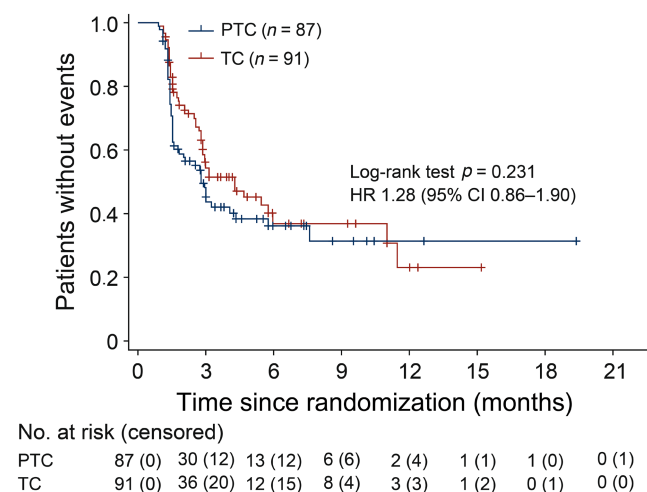 1.0
0.8
0.6
0.4
0.2
0
Patients without events
PTC (n = 87)
TC (n = 91)
Log-rank test p = 0.231
HR 1.28 (95% CI 0.86–1.90)
0 3 6 9 12 15 18 21
Time since randomization (months)
No. at risk (censored)
PTC 87 (0) 30 (12) 13 (12) 6 (6) 2 (4) 1 (1) 1 (0) 0 (1)
TC 91 (0) 36 (20) 12 (15) 8 (4) 3 (3) 1 (2) 0 (1) 0 (0)